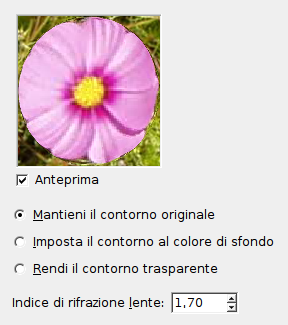 Anteprima
Mantieni il contorno originale
Imposta il contorno al colore di sfondo
Rendi il contorno trasparente
Indice di rifrazione lente: 1,70